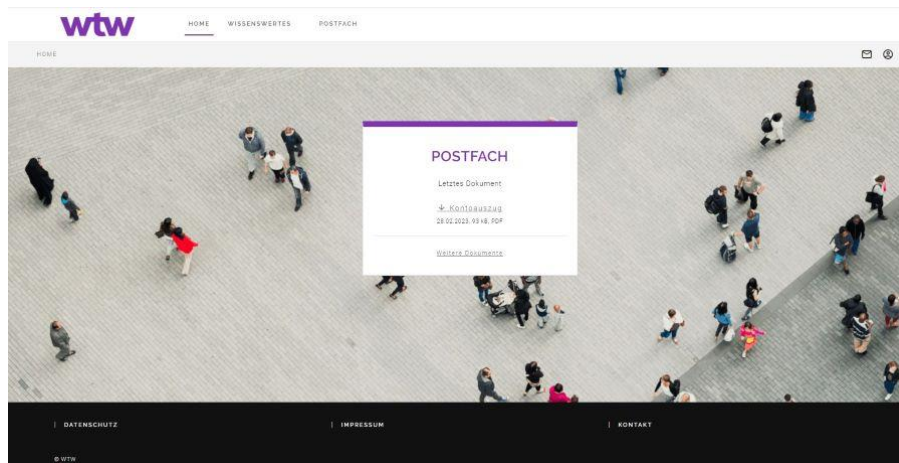 wtw
HOME WISSENSWERTES POSTFACH
HOME
POSTFACH
Letztes Dokument
Kontoauszug
28.02.2023, 93 kB, PDF
Weitere Dokumente
DATENSCHUTZ IMPRESSUM KONTAKT
© WTW